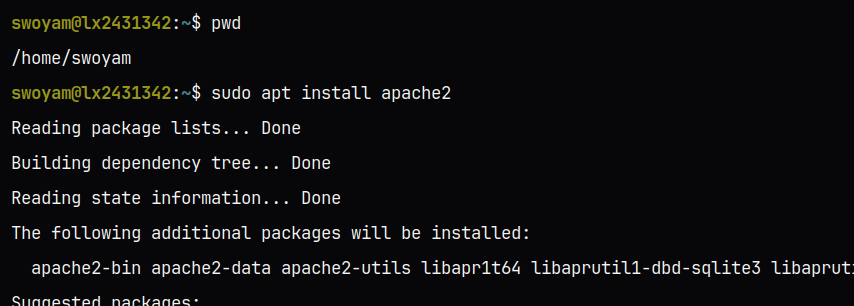 swoyam@lx2431342:~$ pwd
/home/swoyam
swoyam@lx2431342:~$ sudo apt install apache2
Reading package lists... Done
Building dependency tree... Done
Reading state information... Done
The following additional packages will be installed:
  apache2-bin apache2-data apache2-utils libapr1t64 libaprutil1-dbd-sqlite3 libapruti
Suggested packages: